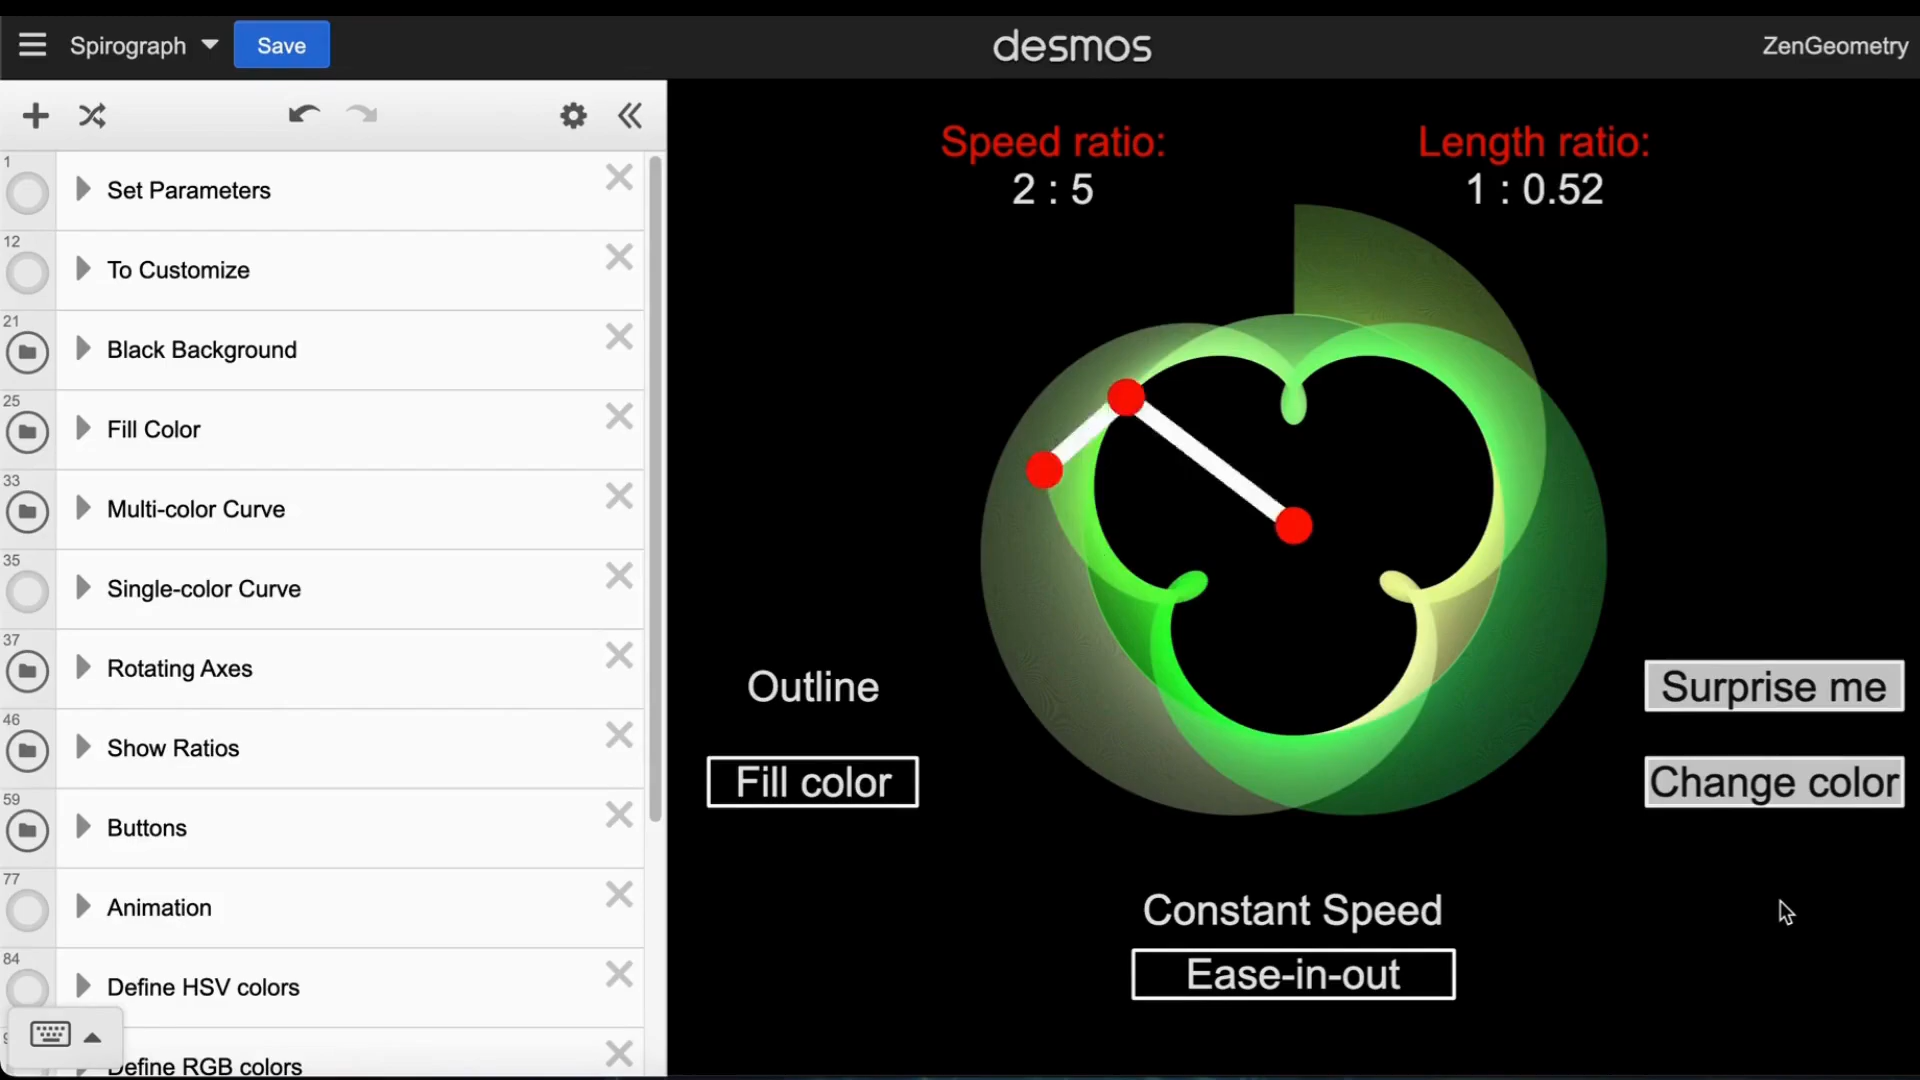 Spirograph
Save
desmos
ZenGeometry
1
Set Parameters
12
To Customize
21
Black Background
25
Fill Color
33
Multi-color Curve
35
Single-color Curve
37
Rotating Axes
46
Show Ratios
59
Buttons
77
Animation
84
Define HSV colors
Define RGB colors
Speed ratio:
2 : 5
Length ratio:
1 : 0.52
Outline
Fill color
Surprise me
Change color
Constant Speed
Ease-in-out